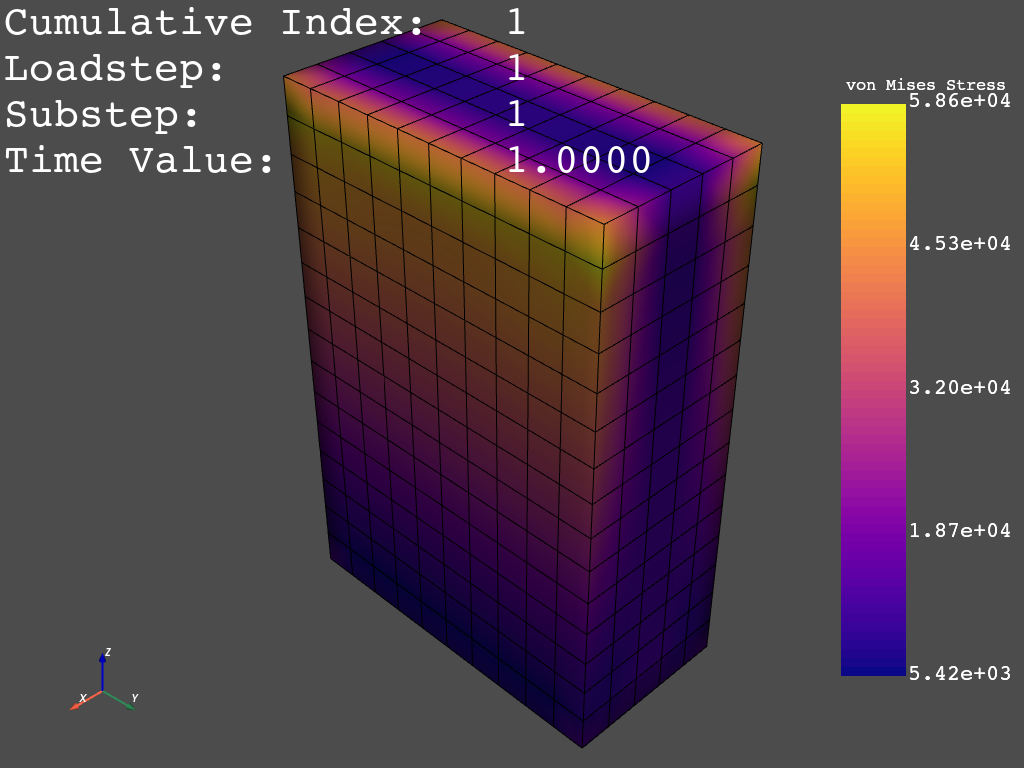 Cumulative Index: 1
Loadstep: 1
Substep: 1
Time Value: 1.0000
von Mises Stress
5.86e+04
4.53e+04
3.20e+04
1.87e+04
5.42e+03
Z
X
Y